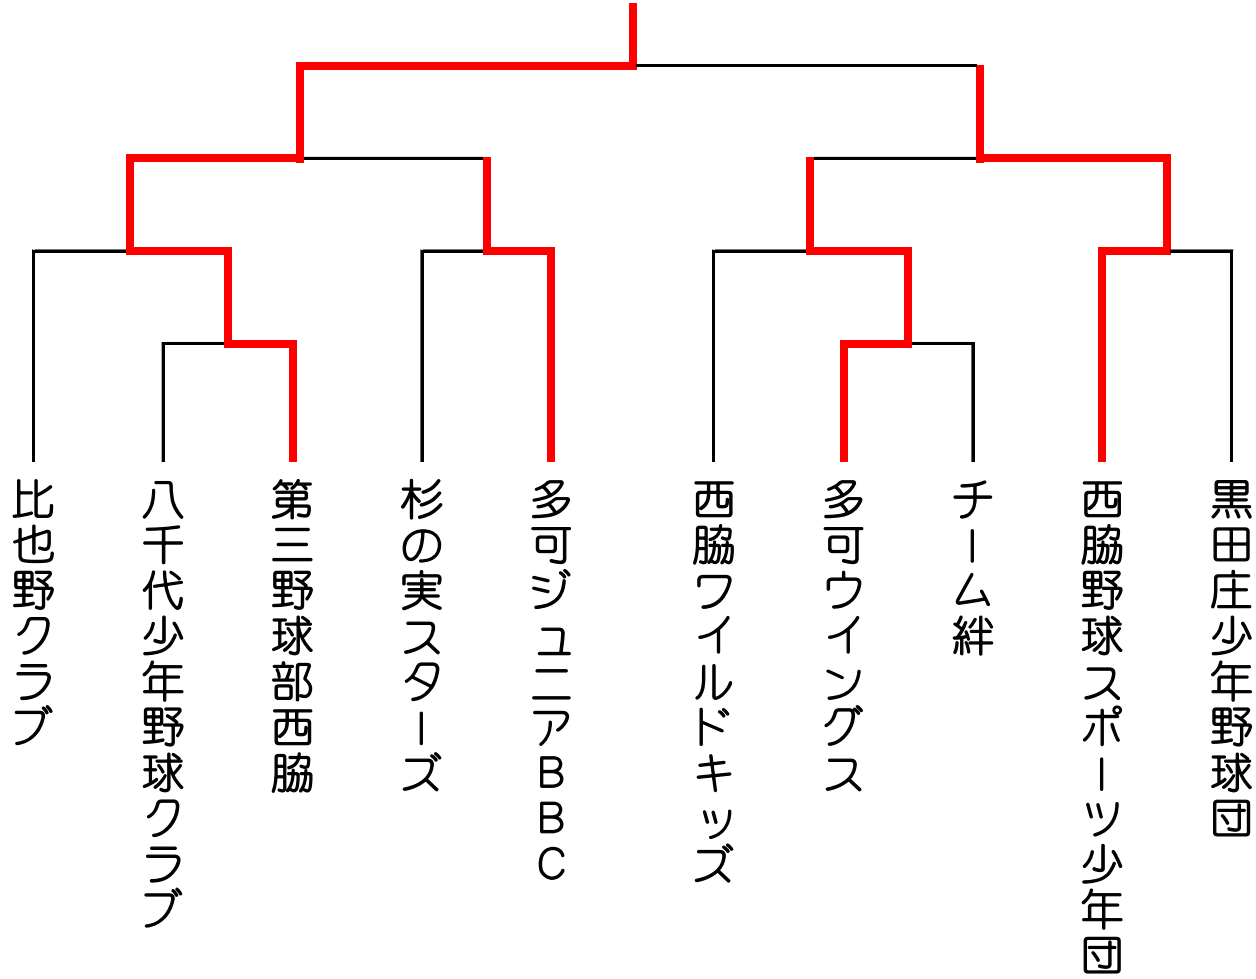 比也野クラブ
八千代少年野球クラブ
第三野球部西脇
杉の実スターズ
多可ジュニアＢＢＣ
西脇ワイルドキッズ
多可ウイングス
チーム絆
西脇野球スポーツ少年団
黒田庄少年野球団